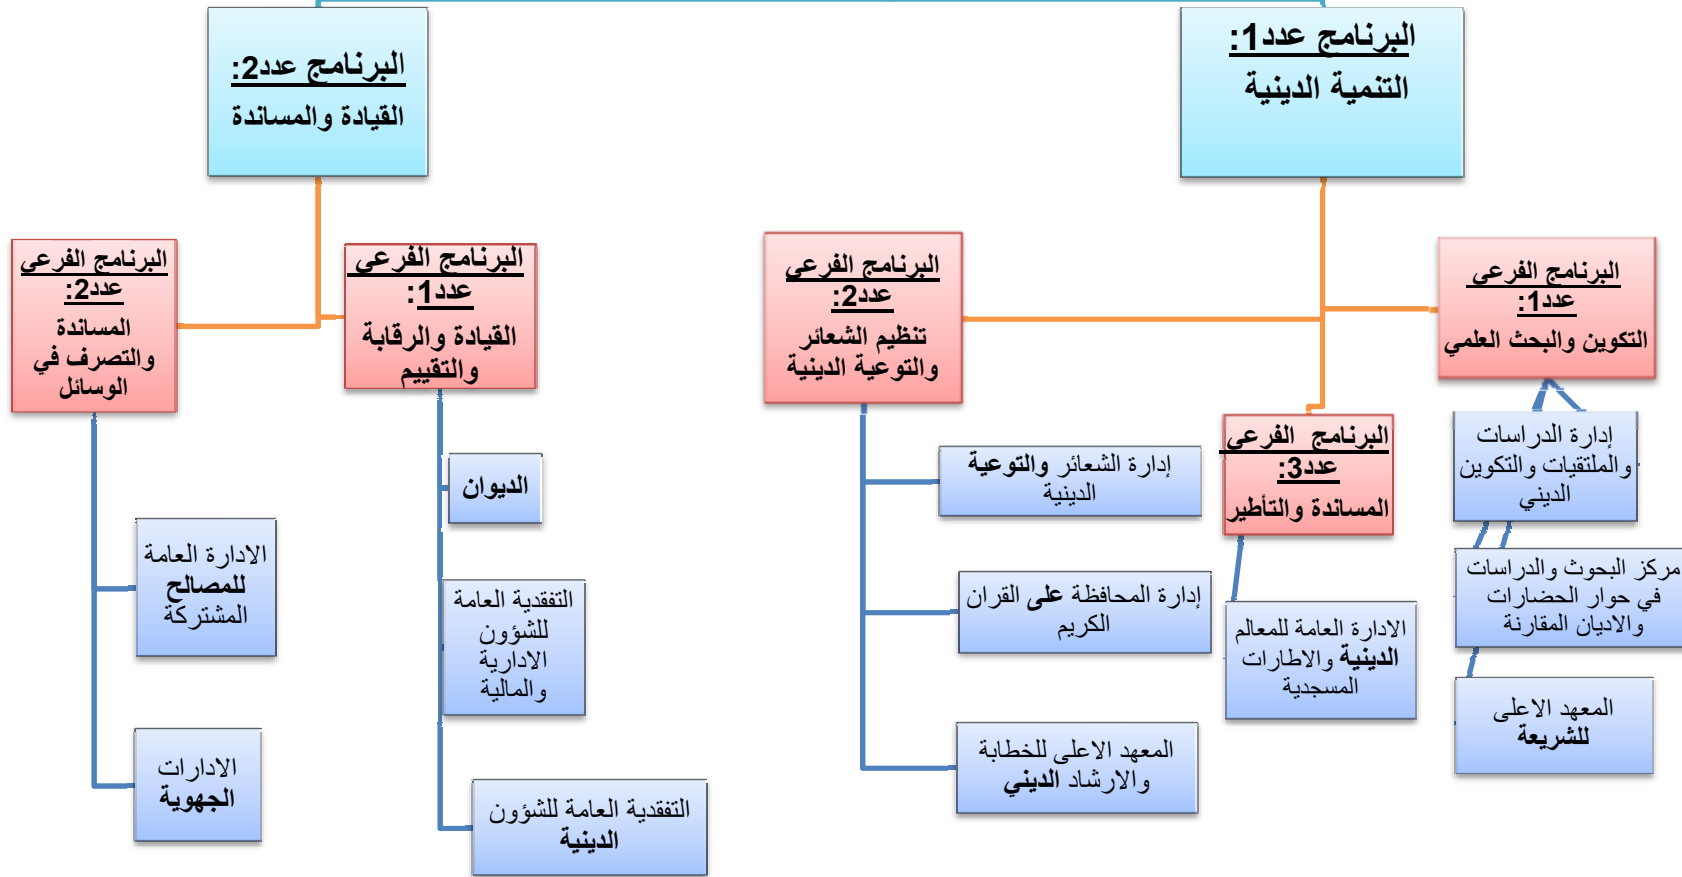 البرنامج عدد1:
التنمية الدينية
البرنامج عدد2:
القيادة والمساندة
البرنامج الفرعي
عدد1:
التكوين والبحث العلمي
البرنامج الفرعي
عدد2:
تنظيم الشعائر
والتوعية الدينية
البرنامج الفرعي
عدد3:
المساندة والتأطير
البرنامج الفرعي
عدد1:
القيادة والرقابة
والتقييم
البرنامج الفرعي
عدد2:
المساندة
والتصرف في
الوسائل
إدارة الدراسات
والملتقيات والتكوين
الديني
مركز البحوث والدراسات
في حوار الحضارات
والاديان المقارنة
المعهد الاعلى
للشريعة
الادارة العامة للمعالم
الدينية والاطارات
المسجدية
إدارة الشعائر والتوعية
الدينية
إدارة المحافظة على القران
الكريم
المعهد الاعلى للخطابة
والارشاد الديني
الديوان
التفقدية العامة
للشؤون
الادارية
والمالية
التفقدية العامة للشؤون
الدينية
الادارة العامة
للمصالح
المشتركة
الادارات
الجهوية